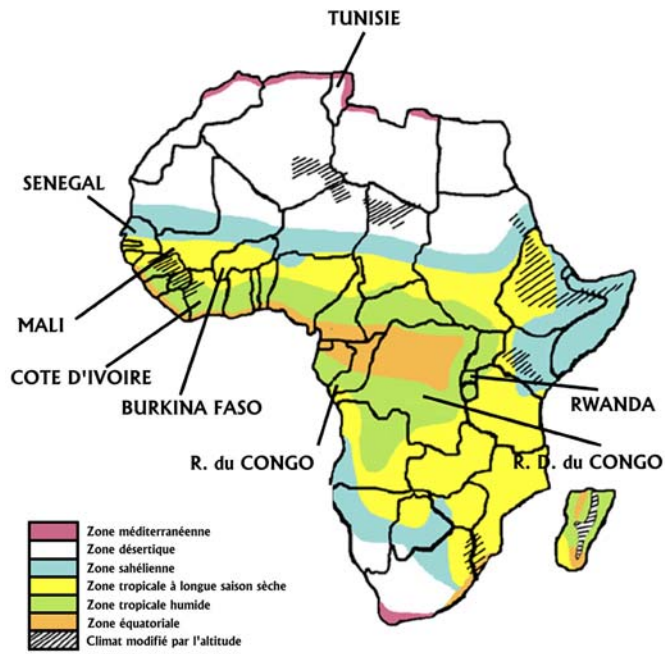 TUNISIE
SENEGAL
MALI
COTE D'IVOIRE
BURKINA FASO
RWANDA
R. du CONGO
R. D. du CONGO
Zone méditerranéenne
Zone désertique
Zone sahélienne
Zone tropicale à longue saison sèche
Zone tropicale humide
Zone équatoriale
Climat modifié par l'altitude